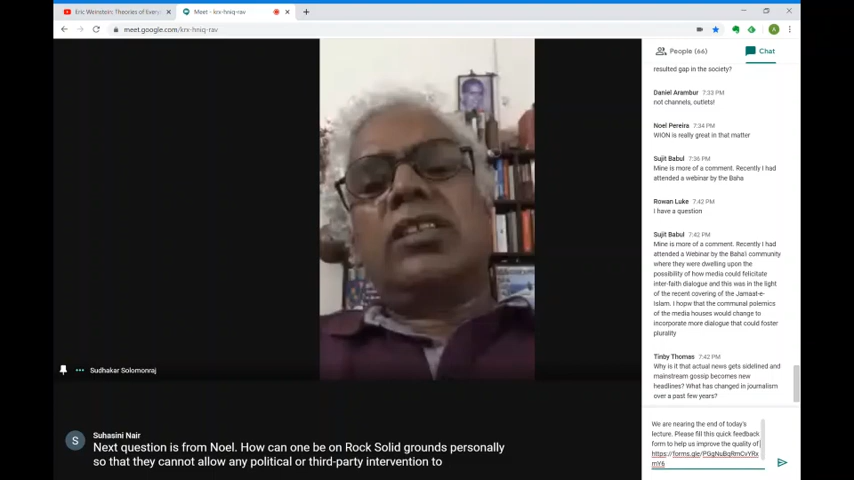 Eric Weinstein: Theories of Every
Meet - krv-hniq-rav
meet.google.com/krv-hniq-rav
People (66)
Chat
resulted gap in the society?
Daniel Arambur 7:33 PM
not channels, outlets!
Noel Pereira 7:34 PM
WION is really great in that matter
Sujit Babul 7:36 PM
Mine is more of a comment. Recently I had
attended a webinar by the Baha
Rowan Luke 7:42 PM
I have a question
Sujit Babul 7:42 PM
Mine is more of a comment. Recently I had
attended a Webinar by the Baha'i community
where they were dwelling upon the
possibility of how media could felicitate
inter-faith dialogue and this was in the light
of the recent covering of the Jamaat-e-
Islam. I hopw that the communal polemics
of the media houses would change to
incorporate more dialogue that could foster
plurality
Tinby Thomas 7:42 PM
Why is it that actual news gets sidelined and
mainstream gossip becomes new
headlines? What has changed in journalism
over a past few years?
We are nearing the end of today's
lecture. Please fill this quick feedback
form to help us improve the quality of
https://forms.gle/PGgNuBqRmCvYRx
mY6
Sudhakar Solomonraj
S
Suhasini Nair
Next question is from Noel. How can one be on Rock Solid grounds personally
so that they cannot allow any political or third-party intervention to